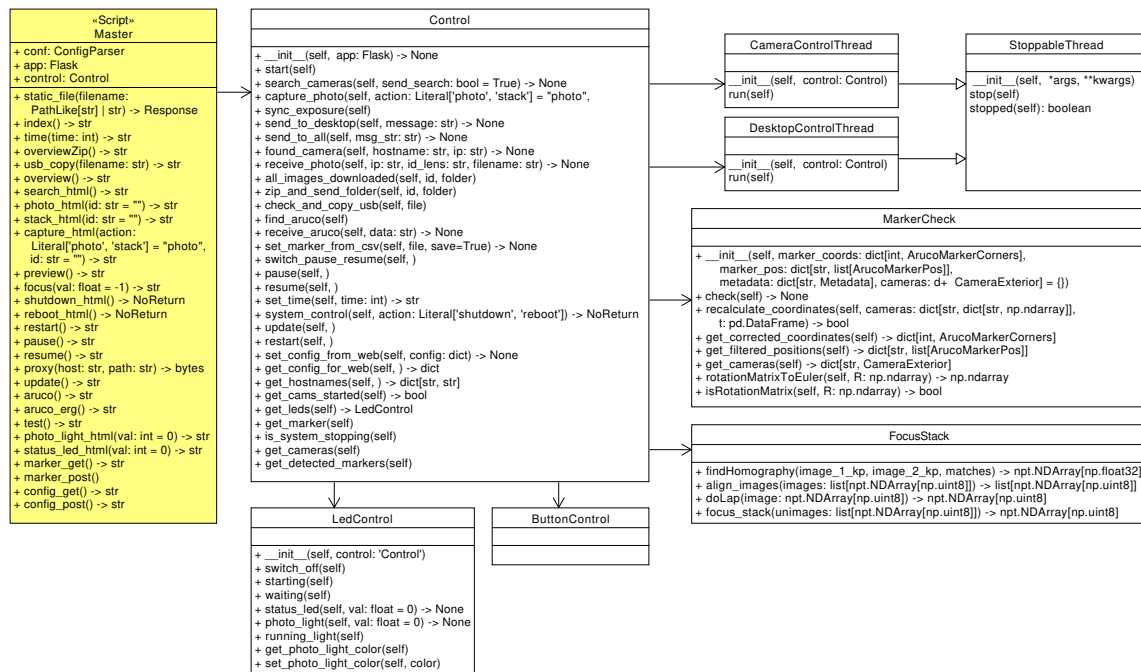 «Script»
Master
+ conf: ConfigParser
+ app: Flask
+ control: Control
+ static_file(filename:
PathLike[str] | str) -> Response
+ index() -> str
+ time(time: int) -> str
+ overviewZip() -> str
+ usb_copy(filename: str) -> str
+ overview() -> str
+ search_html() -> str
+ photo_html(id: str = "") -> str
+ stack_html(id: str = "") -> str
+ capture_html(action:
Literal['photo', 'stack'] = "photo",
id: str = "") -> str
+ preview() -> str
+ focus(val: float = -1) -> str
+ shutdown_html() -> NoReturn
+ reboot_html() -> NoReturn
+ restart() -> str
+ pause() -> str
+ resume() -> str
+ proxy(host: str, path: str) -> bytes
+ update() -> str
+ aruco() -> str
+ aruco_erg() -> str
+ test() -> str
+ photo_light_html(val: int = 0) -> str
+ status_led_html(val: int = 0) -> str
+ marker_get() -> str
+ marker_post()
+ config_get() -> str
+ config_post() -> str
Control
+ __init__(self,  app: Flask) -> None
+ start(self)
+ search_cameras(self, send_search: bool = True) -> None
+ capture_photo(self, action: Literal['photo', 'stack'] = "photo",
+ sync_exposure(self)
+ send_to_desktop(self, message: str) -> None
+ send_to_all(self, msg_str: str) -> None
+ found_camera(self, hostname: str, ip: str) -> None
+ receive_photo(self, ip: str, id_lens: str, filename: str) -> None
+ all_images_downloaded(self, id, folder)
+ zip_and_send_folder(self, id, folder)
+ check_and_copy_usb(self, file)
+ find_aruco(self)
+ receive_aruco(self, data: str) -> None
+ set_marker_from_csv(self, file, save=True) -> None
+ switch_pause_resume(self, )
+ pause(self, )
+ resume(self, )
+ set_time(self, time: int) -> str
+ system_control(self, action: Literal['shutdown', 'reboot']) -> NoReturn
+ update(self, )
+ restart(self, )
+ set_config_from_web(self, config: dict) -> None
+ get_config_for_web(self, ) -> dict
+ get_hostnames(self, ) -> dict[str, str]
+ get_cams_started(self) -> bool
+ get_leds(self) -> LedControl
+ get_marker(self)
+ is_system_stopping(self)
+ get_cameras(self)
+ get_detected_markers(self)
CameraControlThread
__init__(self,  control: Control)
run(self)
StoppableThread
__init__(self,  *args, **kwargs)
stop(self)
stopped(self): boolean
DesktopControlThread
__init__(self,  control: Control)
run(self)
MarkerCheck
+ __init__(self, marker_coords: dict[int, ArucoMarkerCorners],
marker_pos: dict[str, list[ArucoMarkerPos]],
metadata: dict[str, Metadata], cameras: d+  CameraExterior] = {})
+ check(self) -> None
+ recalculate_coordinates(self, cameras: dict[str, dict[str, np.ndarray]],
t: pd.DataFrame) -> bool
+ get_corrected_coordinates(self) -> dict[int, ArucoMarkerCorners]
+ get_filtered_positions(self) -> dict[str, list[ArucoMarkerPos]]
+ get_cameras(self) -> dict[str, CameraExterior]
+ rotationMatrixToEuler(self, R: np.ndarray) -> np.ndarray
+ isRotationMatrix(self, R: np.ndarray) -> bool
FocusStack
+ findHomography(image_1_kp, image_2_kp, matches) -> npt.NDArray[np.float32]
+ align_images(images: list[npt.NDArray[np.uint8]]) -> list[npt.NDArray[np.uint8]]
+ doLap(image: npt.NDArray[np.uint8]) -> npt.NDArray[np.uint8]
+ focus_stack(unimages: list[npt.NDArray[np.uint8]]) -> npt.NDArray[np.uint8]
LedControl
+ __init__(self, control: 'Control')
+ switch_off(self)
+ starting(self)
+ waiting(self)
+ status_led(self, val: float = 0) -> None
+ photo_light(self, val: float = 0) -> None
+ running_light(self)
+ get_photo_light_color(self)
+ set_photo_light_color(self, color)
ButtonControl